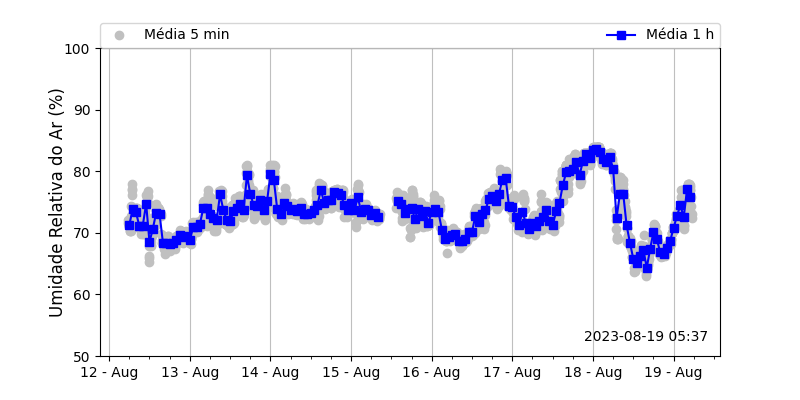 Média 5 min
Média 1 h
Umidade Relativa do Ar (%)
100
90
80
70
60
50
2023-08-19 05:37
12 - Aug
13 - Aug
14 - Aug
15 - Aug
16 - Aug
17 - Aug
18 - Aug
19 - Aug